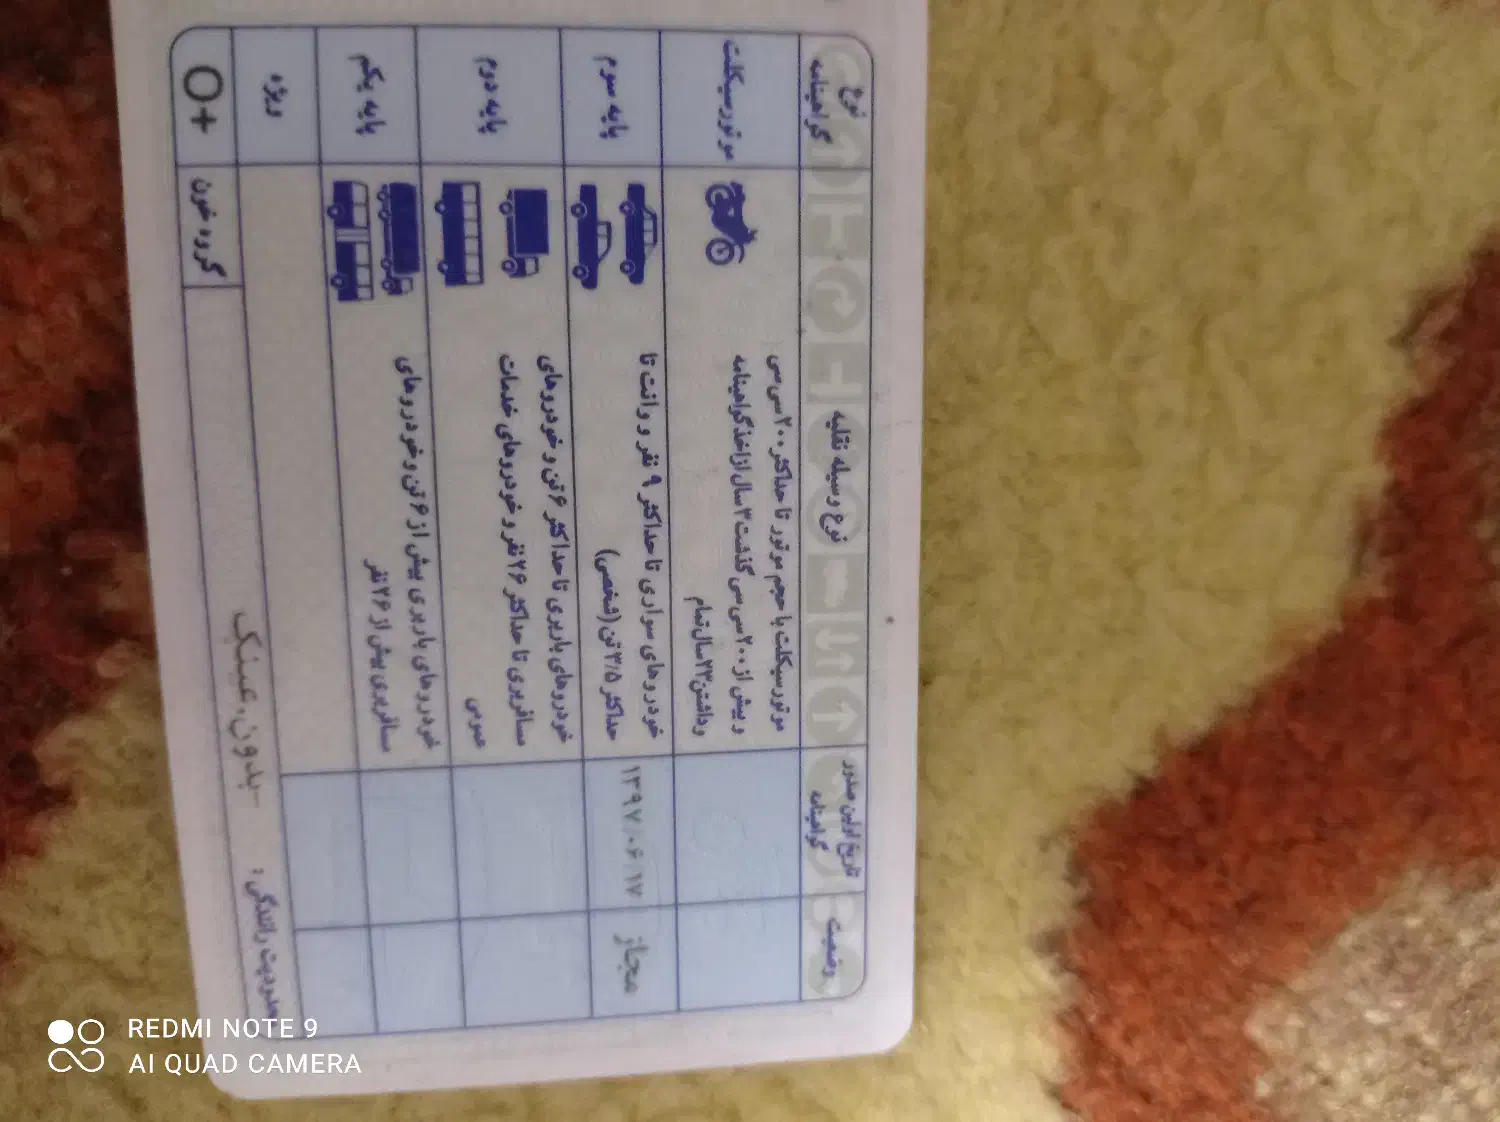 نوع گواهینامه
نوع وسیله نقلیه
تاریخ اولین صدور گواهینامه
وضعیت
موتورسیکلت
موتورسیکلت با حجم موتور تا حداکثر ۲۰۰ سی سی
و بیش از ۲۰۰ سی سی گذشت ۳ سال از اخذ گواهینامه
و داشتن ۲۳ سال تمام
پایه سوم
خودروهای سواری تا حداکثر ۹ نفر و وانت تا
حداکثر ۳/۵ تن (شخصی)
۱۳۹۷/۰۶/۱۷
مجاز
پایه دوم
خودروهای باربری تا حداکثر ۶ تن و خودروهای
مسافربری تا حداکثر ۲۶ نفر و خودروهای خدمات
عمومی
پایه یکم
خودروهای باربری بیش از ۶ تن و خودروهای
مسافربری بیش از ۲۶ نفر
ویژه
محدودیت رانندگی: -بدون،عینک
گروه خون
O+
REDMI NOTE 9
AI QUAD CAMERA